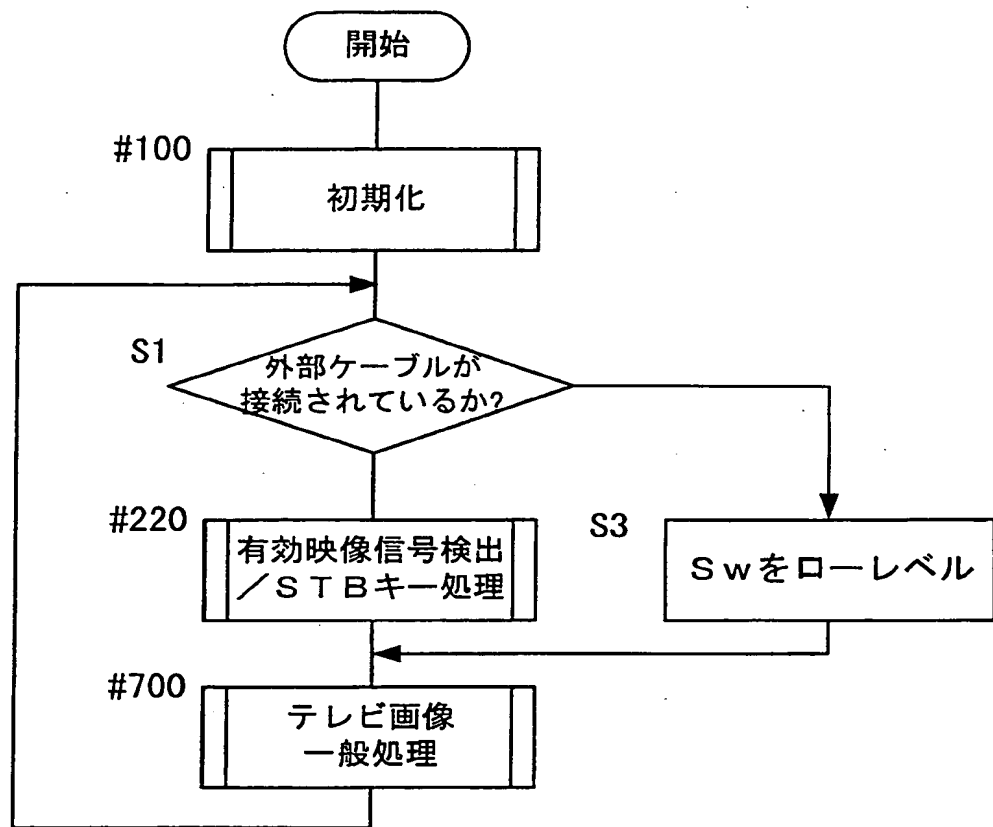 開始
#100
初期化
S1
外部ケーブルが
接続されているか?
#220
有効映像信号検出
／ＳＴＢキー処理
S3
Ｓｗをローレベル
#700
テレビ画像
一般処理